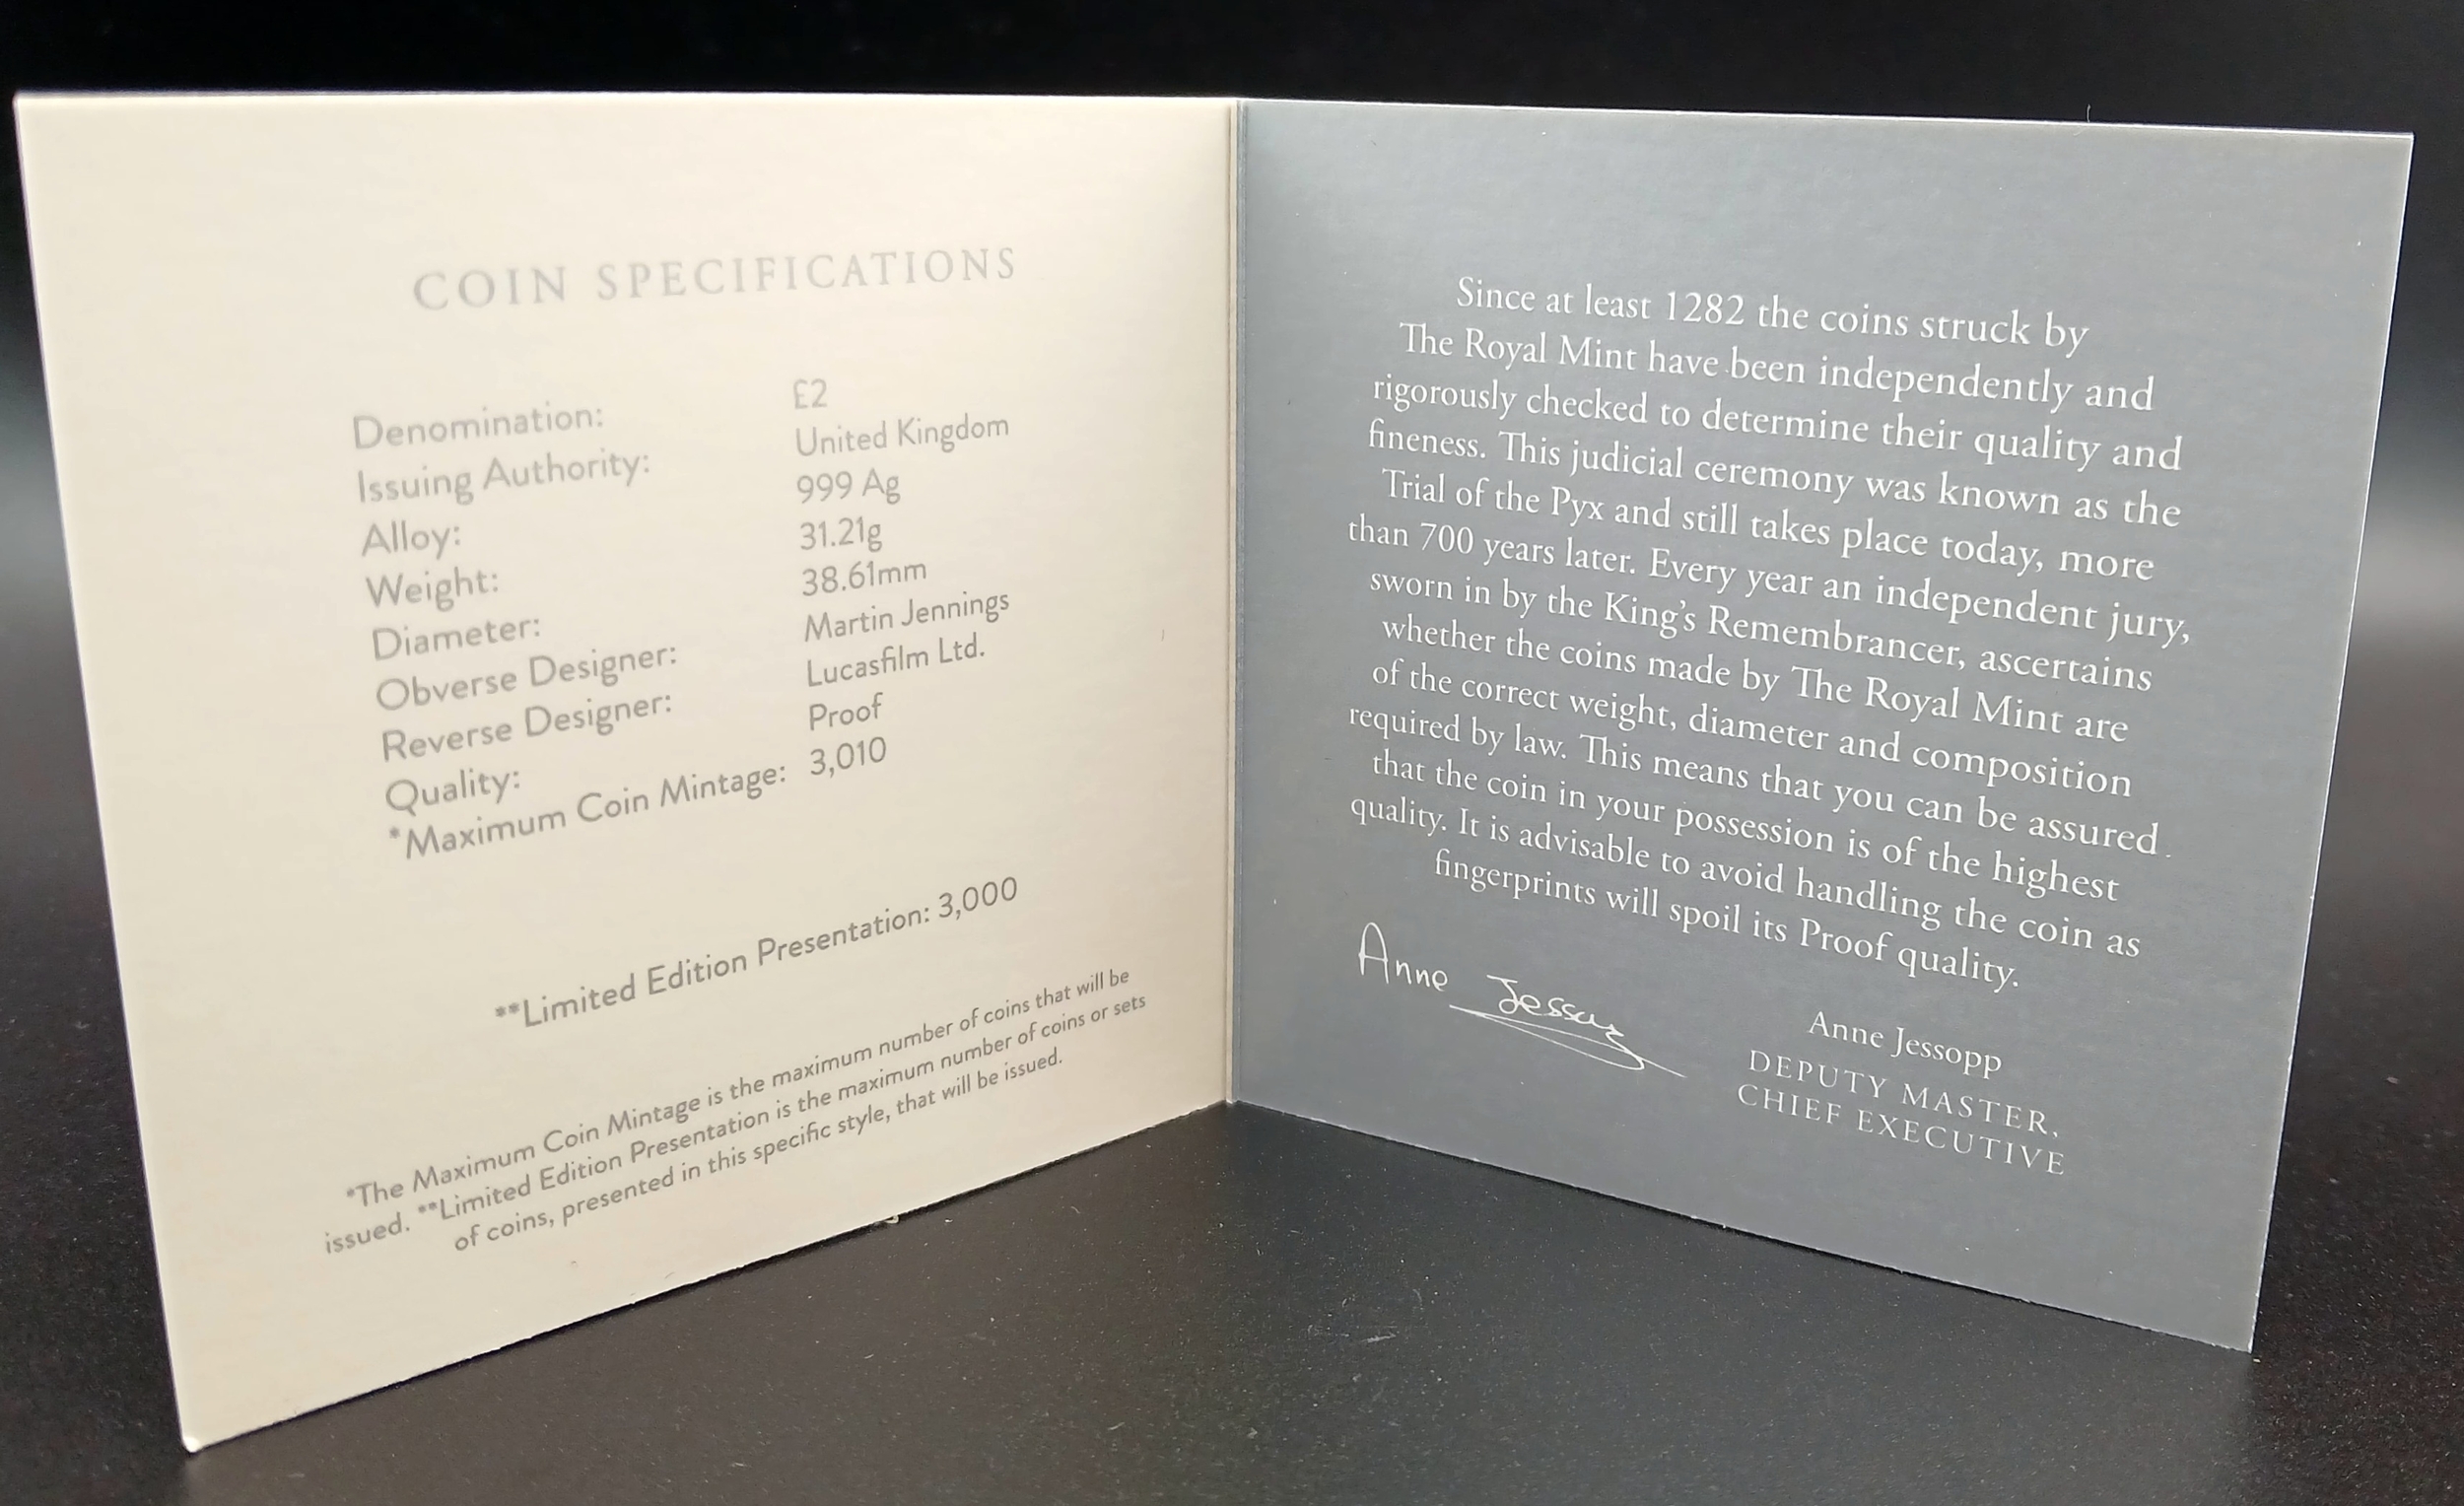 COIN SPECIFICATIONS
Denomination: £2
Issuing Authority: United Kingdom
Alloy: 999 Ag
Weight: 31.21g
Diameter: 38.61mm
Obverse Designer: Martin Jennings
Reverse Designer: Lucasfilm Ltd.
Quality: Proof
*Maximum Coin Mintage: 3,010
**Limited Edition Presentation: 3,000
*The Maximum Coin Mintage is the maximum number of coins that will be
issued. **Limited Edition Presentation is the maximum number of coins or sets
of coins, presented in this specific style, that will be issued.
Since at least 1282 the coins struck by
The Royal Mint have been independently and
rigorously checked to determine their quality and
fineness. This judicial ceremony was known as the
Trial of the Pyx and still takes place today, more
than 700 years later. Every year an independent jury,
sworn in by the King's Remembrancer, ascertains
whether the coins made by The Royal Mint are
of the correct weight, diameter and composition
required by law. This means that you can be assured
that the coin in your possession is of the highest
quality. It is advisable to avoid handling the coin as
fingerprints will spoil its Proof quality.
Anne Jessopp
Anne Jessopp
DEPUTY MASTER,
CHIEF EXECUTIVE